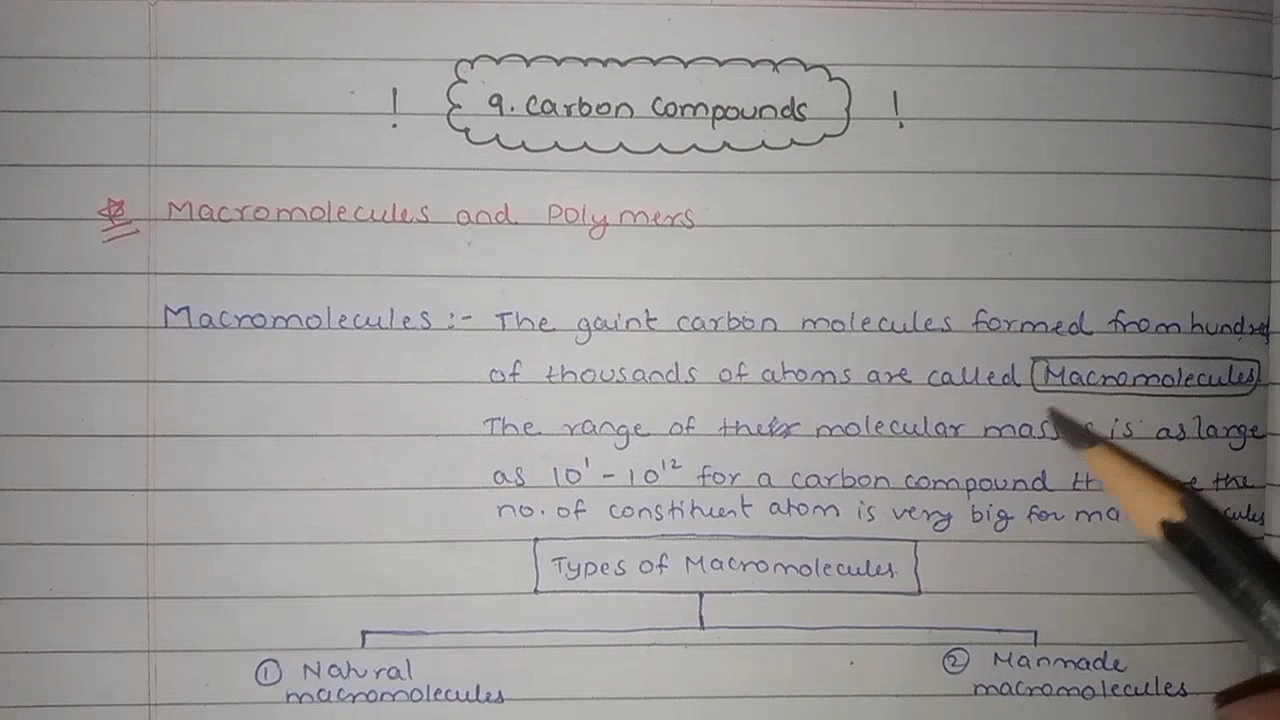 ! 9. Carbon Compounds !
Macromolecules and Polymers
Macromolecules :- The gaint carbon molecules formed from hundred
of thousands of atoms are called Macromolecules
The range of their molecular is as large
as 10¹ - 10¹² for a carbon compound the
no. of constituent atom is very big for
Types of Macromolecules.
① Natural ② Manmade
macromolecules macromolecules